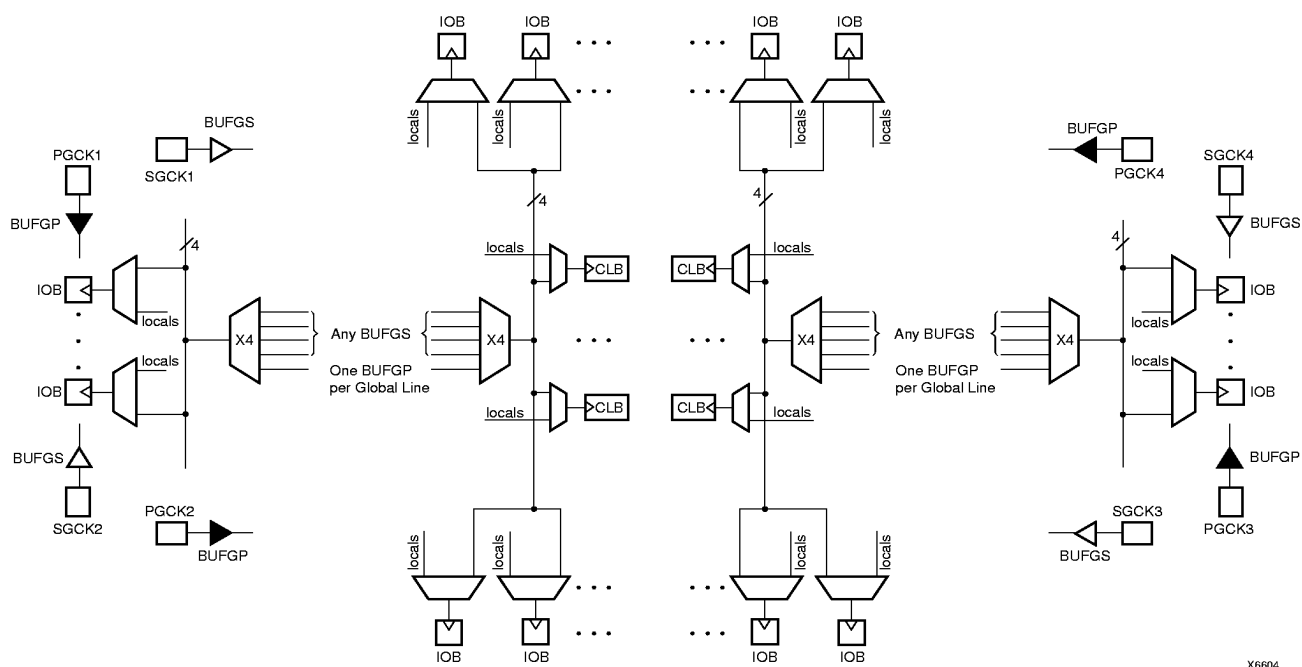 IOB IOB IOB IOB
locals locals locals locals
BUFGS BUFGP
PGCK1 SGCK4
SGCK1 PGCK4
4 4
BUFGP BUFGS
4 4
locals CLB CLB locals
IOB IOB
locals locals
X4 Any BUFGS X4 X4 Any BUFGS X4
locals locals
One BUFGP One BUFGP
per Global Line per Global Line
IOB IOB
locals CLB CLB locals
BUFGS BUFGP
PGCK2 SGCK3
SGCK2 PGCK3
BUFGP BUFGS
locals locals locals locals
IOB IOB IOB IOB
X6604